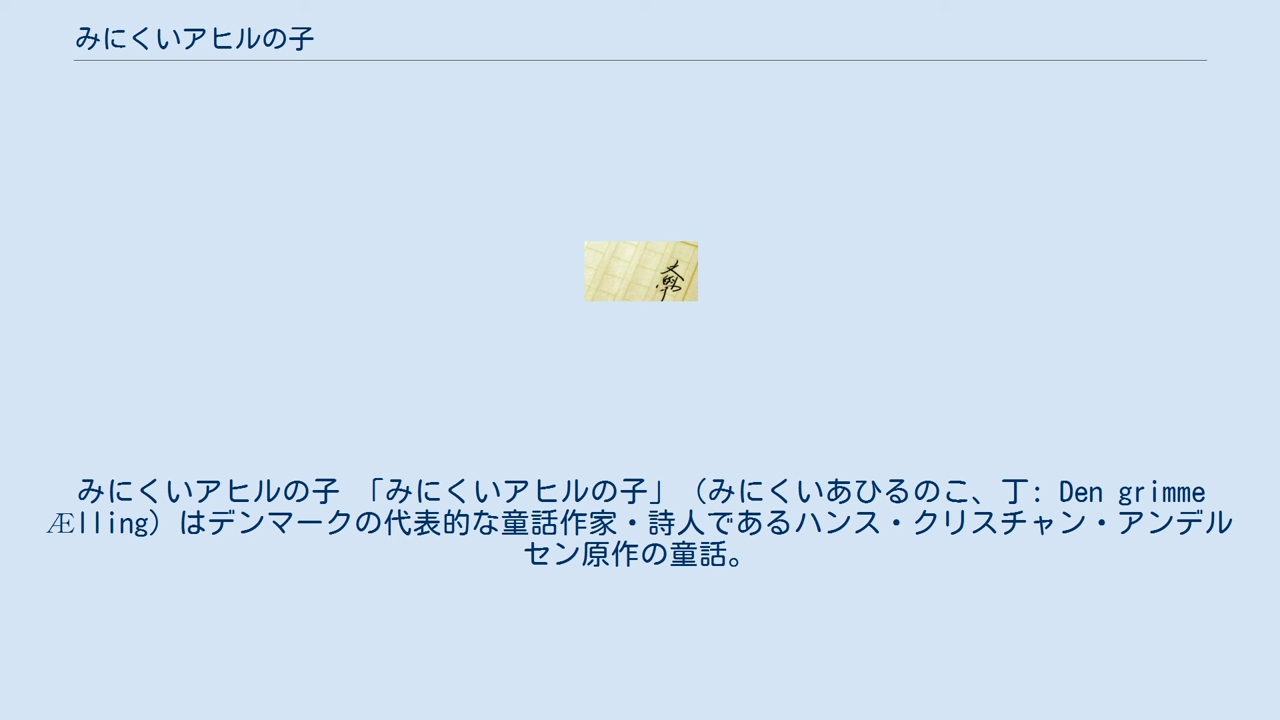 みにくいアヒルの子
みにくいアヒルの子 「みにくいアヒルの子」（みにくいあひるのこ、丁: Den grimme
Ælling）はデンマークの代表的な童話作家・詩人であるハンス・クリスチャン・アンデル
セン原作の童話。